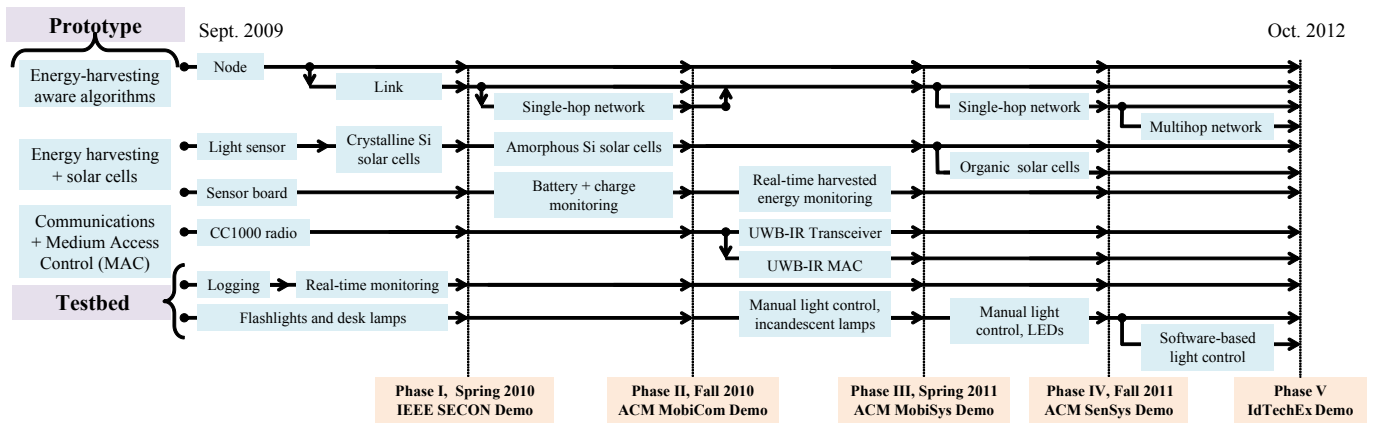 Prototype
Sept. 2009
Oct. 2012
Energy-harvesting
aware algorithms
Node
Link
Single-hop network
Single-hop network
Multihop network
Energy harvesting
+ solar cells
Light sensor
Crystalline Si
solar cells
Amorphous Si solar cells
Organic solar cells
Sensor board
Battery + charge
monitoring
Real-time harvested
energy monitoring
Communications
+ Medium Access
Control (MAC)
CC1000 radio
UWB-IR Transceiver
UWB-IR MAC
Testbed
Logging
Real-time monitoring
Flashlights and desk lamps
Manual light control,
incandescent lamps
Manual light
control, LEDs
Software-based
light control
Phase I, Spring 2010
IEEE SECON Demo
Phase II, Fall 2010
ACM MobiCom Demo
Phase III, Spring 2011
ACM MobiSys Demo
Phase IV, Fall 2011
ACM SenSys Demo
Phase V
IdTechEx Demo